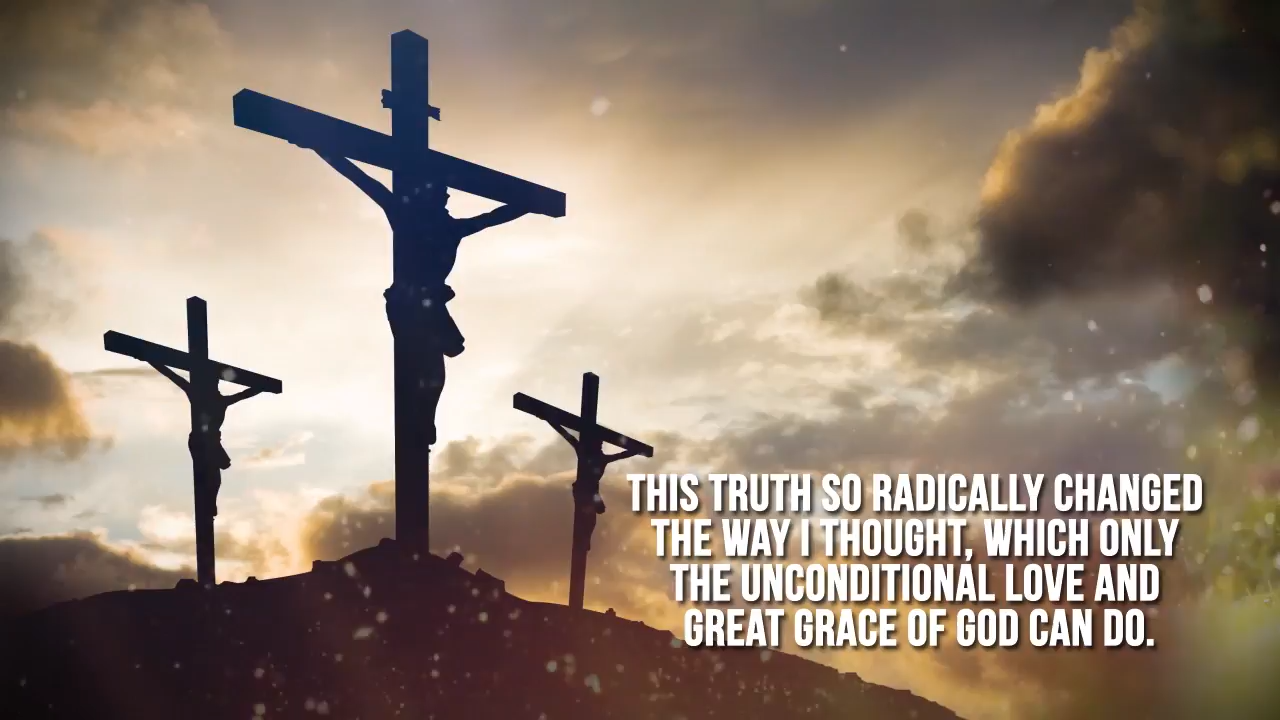 THIS TRUTH SO RADICALLY CHANGED
THE WAY I THOUGHT, WHICH ONLY
THE UNCONDITIONAL LOVE AND
GREAT GRACE OF GOD CAN DO.